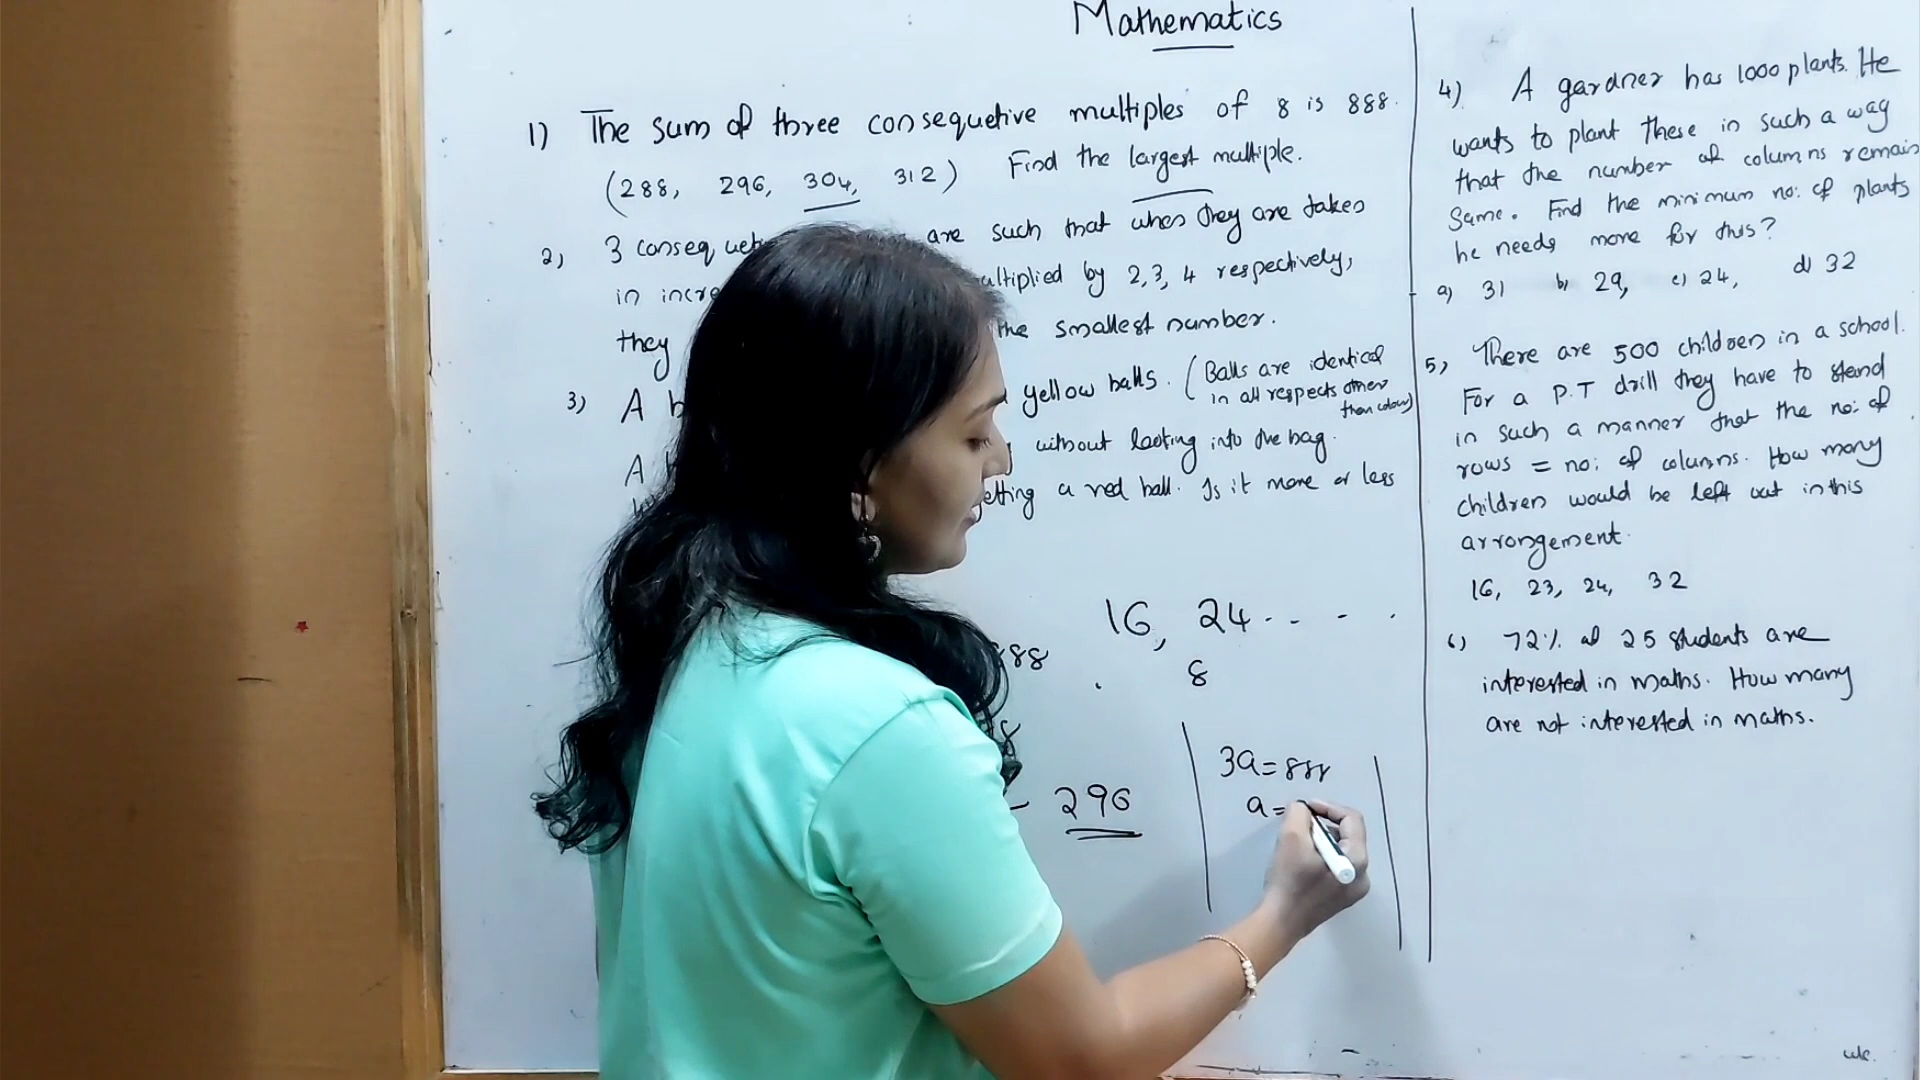 Mathematics
1) The sum of three consequetive multiples of 8 is 888.
(288, 296, 304, 312) Find the largest multiple.
2) 3 conseq are such that when they are taken
in incre multiplied by 2,3, 4 respectively,
they the smallest number.
3) A yellow balls. (Balls are identical
in all respects other
than colour)
A without looking into the bag.
getting a red ball. Is it more or less
16, 24 - - - -
888
8
3a=888
296
a=
4) A gardner has 1000 plants. He
wants to plant these in such a way
that the number of columns remain
same. Find the minimum no: of plants
he needs more for this?
a) 31 b) 29, c) 24, d) 32
5) There are 500 children in a school.
For a P.T drill they have to stand
in such a manner that the no: of
rows = no: of columns. How many
children would be left out in this
arrongement.
16, 23, 24, 32
6) 72% of 25 students are
interested in maths. How many
are not interested in maths.